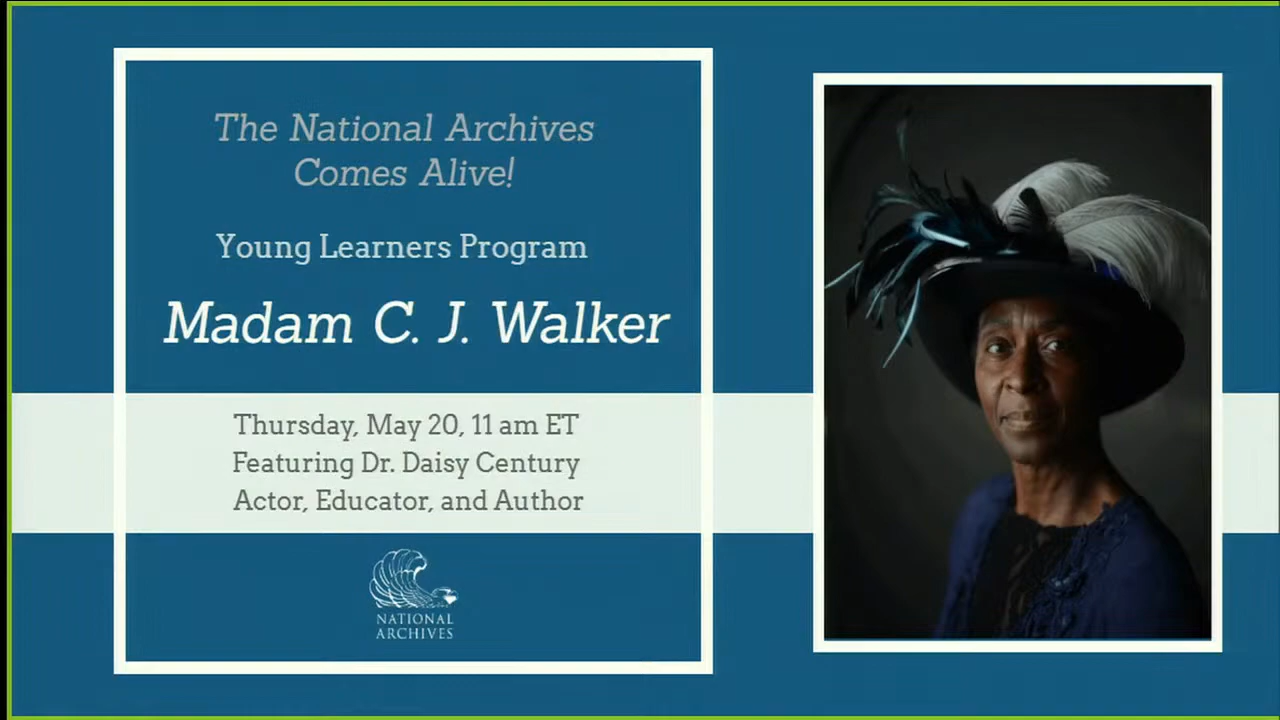 The National Archives
Comes Alive!
Young Learners Program
Madam C. J. Walker
Thursday, May 20, 11 am ET
Featuring Dr. Daisy Century
Actor, Educator, and Author
NATIONAL
ARCHIVES